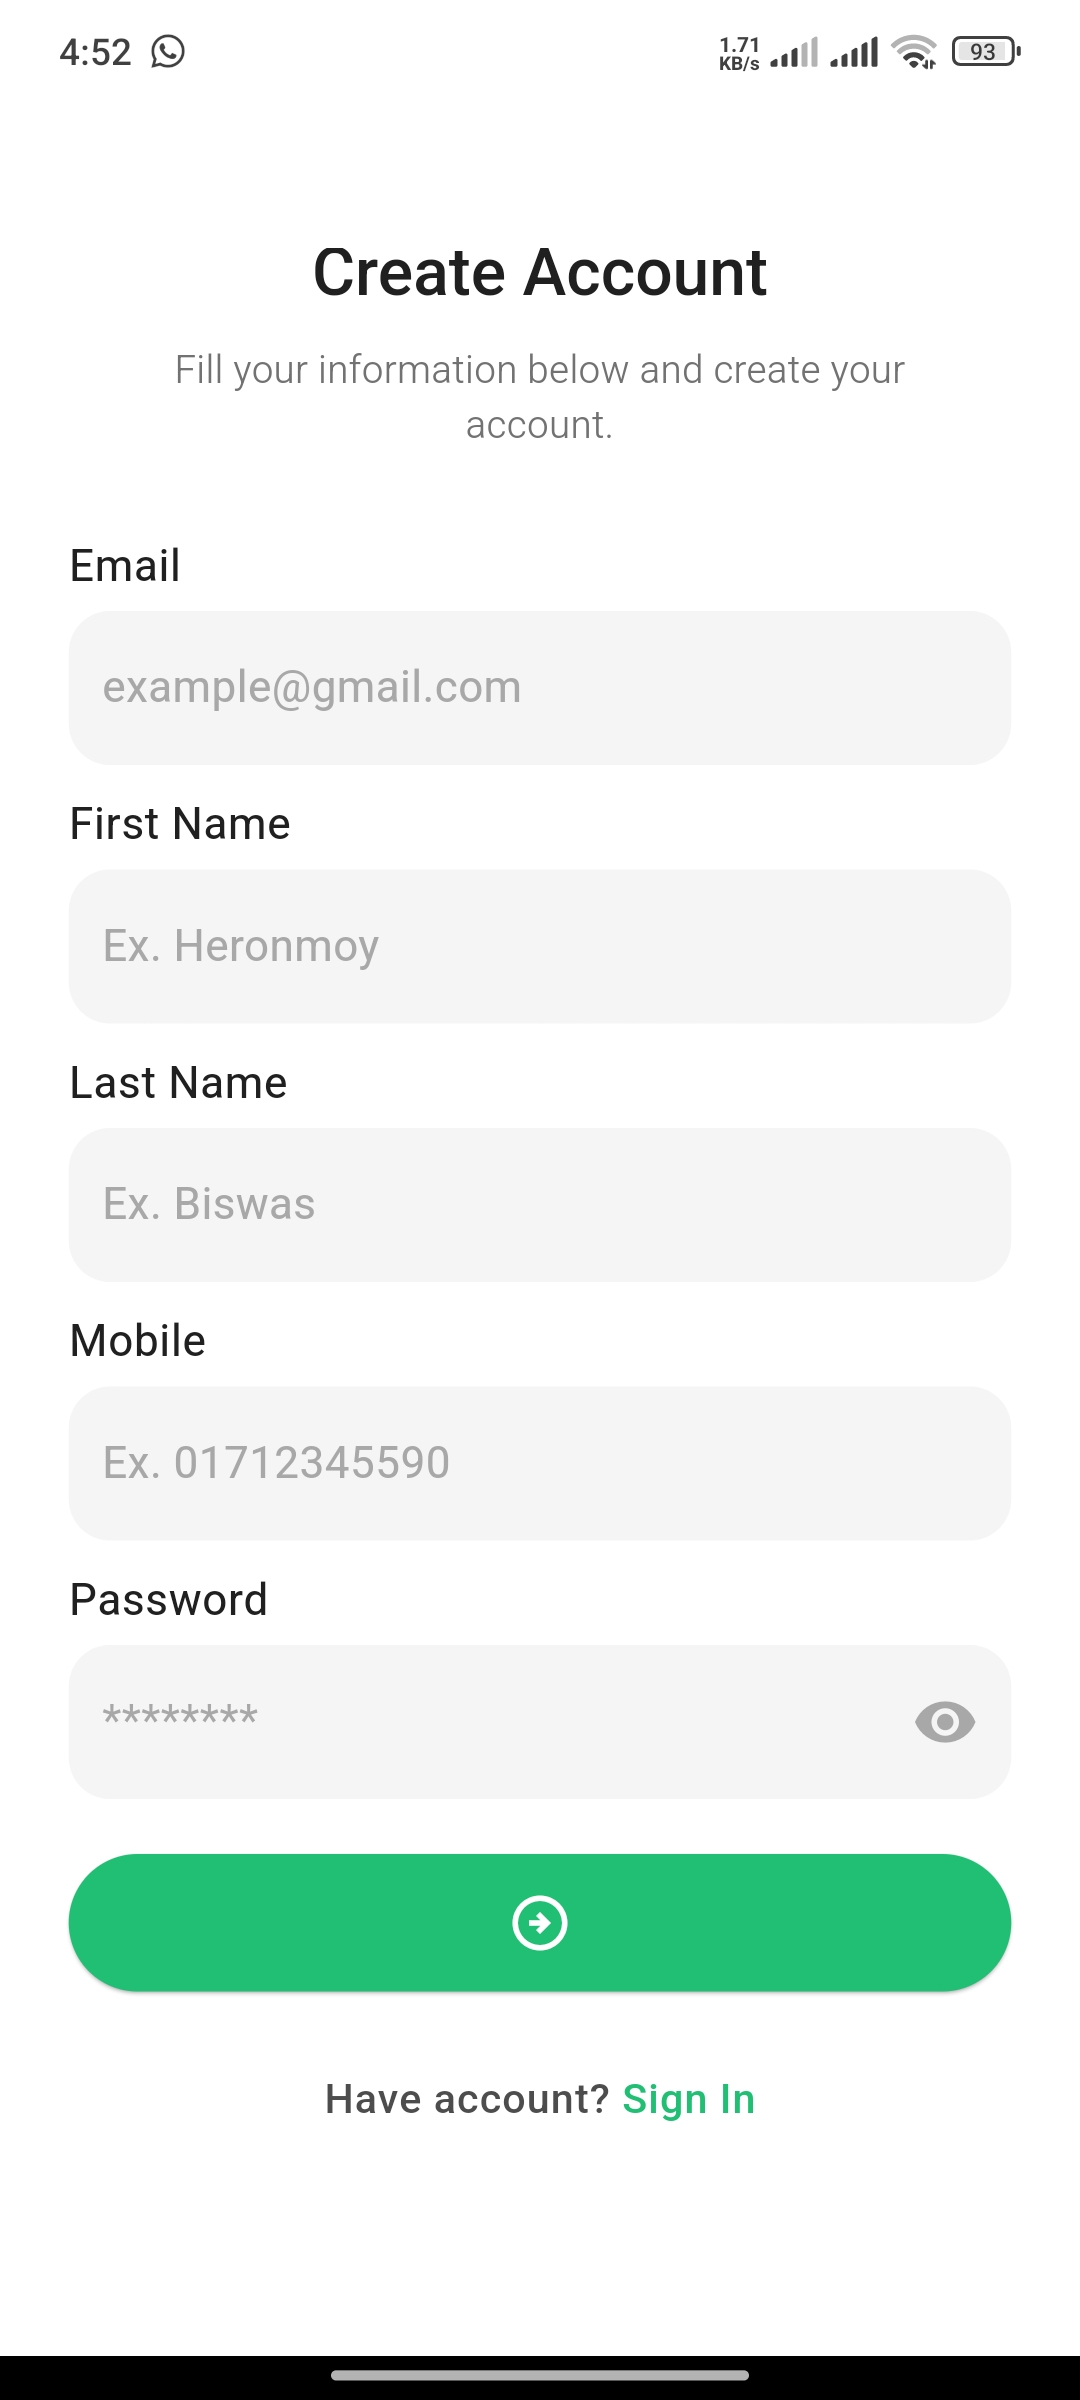 4:52
1.71
KB/s
93
Create Account
Fill your information below and create your
account.
Email
example@gmail.com
First Name
Ex. Heronmoy
Last Name
Ex. Biswas
Mobile
Ex. 01712345590
Password
********
Have account? Sign In